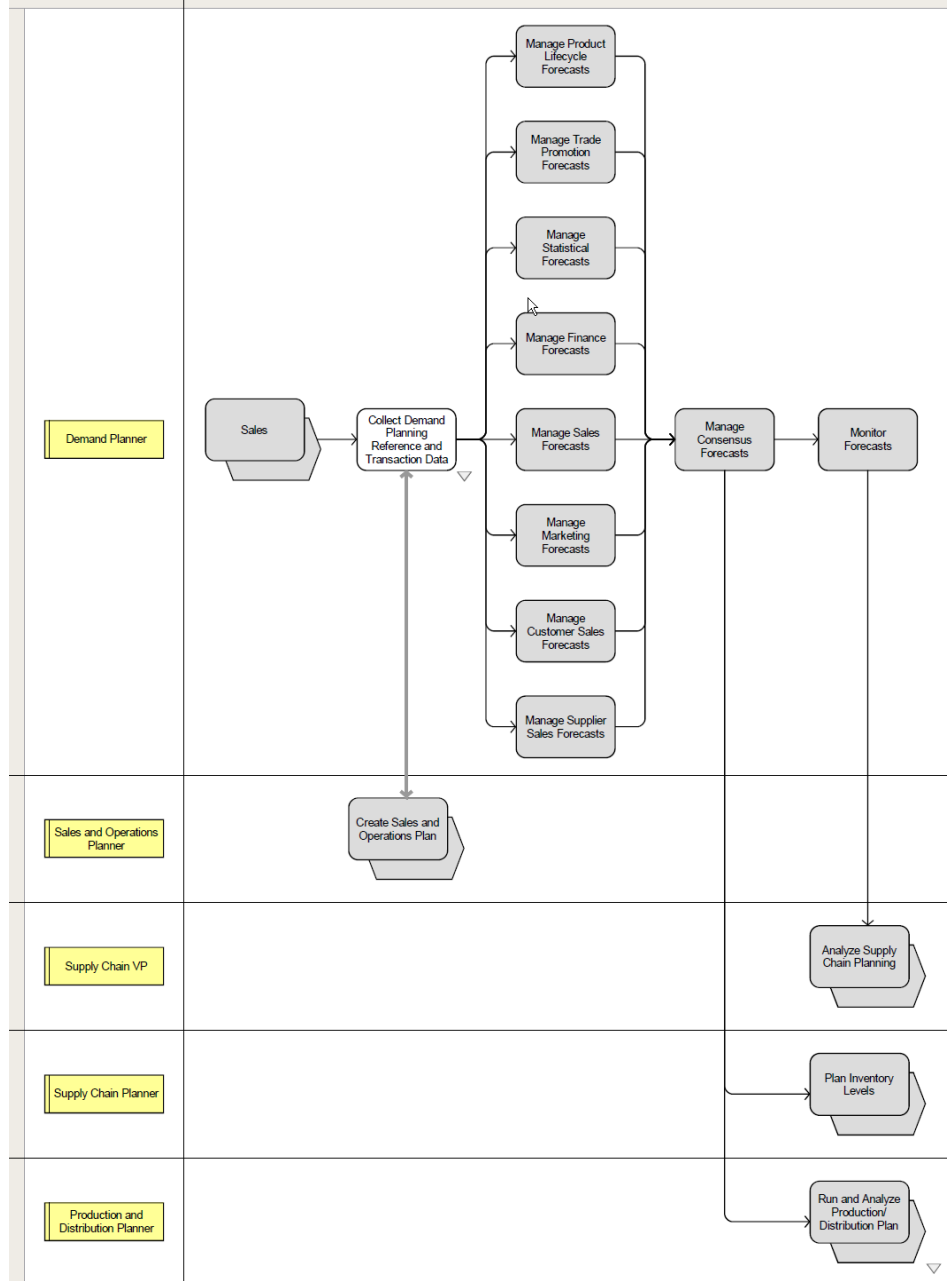 Manage Product
Lifecycle
Forecasts
Manage Trade
Promotion
Forecasts
Manage
Statistical
Forecasts
Manage Finance
Forecasts
Demand Planner
Sales
Collect Demand
Planning
Reference and
Transaction Data
Manage Sales
Forecasts
Manage
Consensus
Forecasts
Monitor
Forecasts
Manage
Marketing
Forecasts
Manage
Customer Sales
Forecasts
Manage Supplier
Sales Forecasts
Sales and Operations
Planner
Create Sales and
Operations Plan
Supply Chain VP
Analyze Supply
Chain Planning
Supply Chain Planner
Plan Inventory
Levels
Production and
Distribution Planner
Run and Analyze
Production/
Distribution Plan